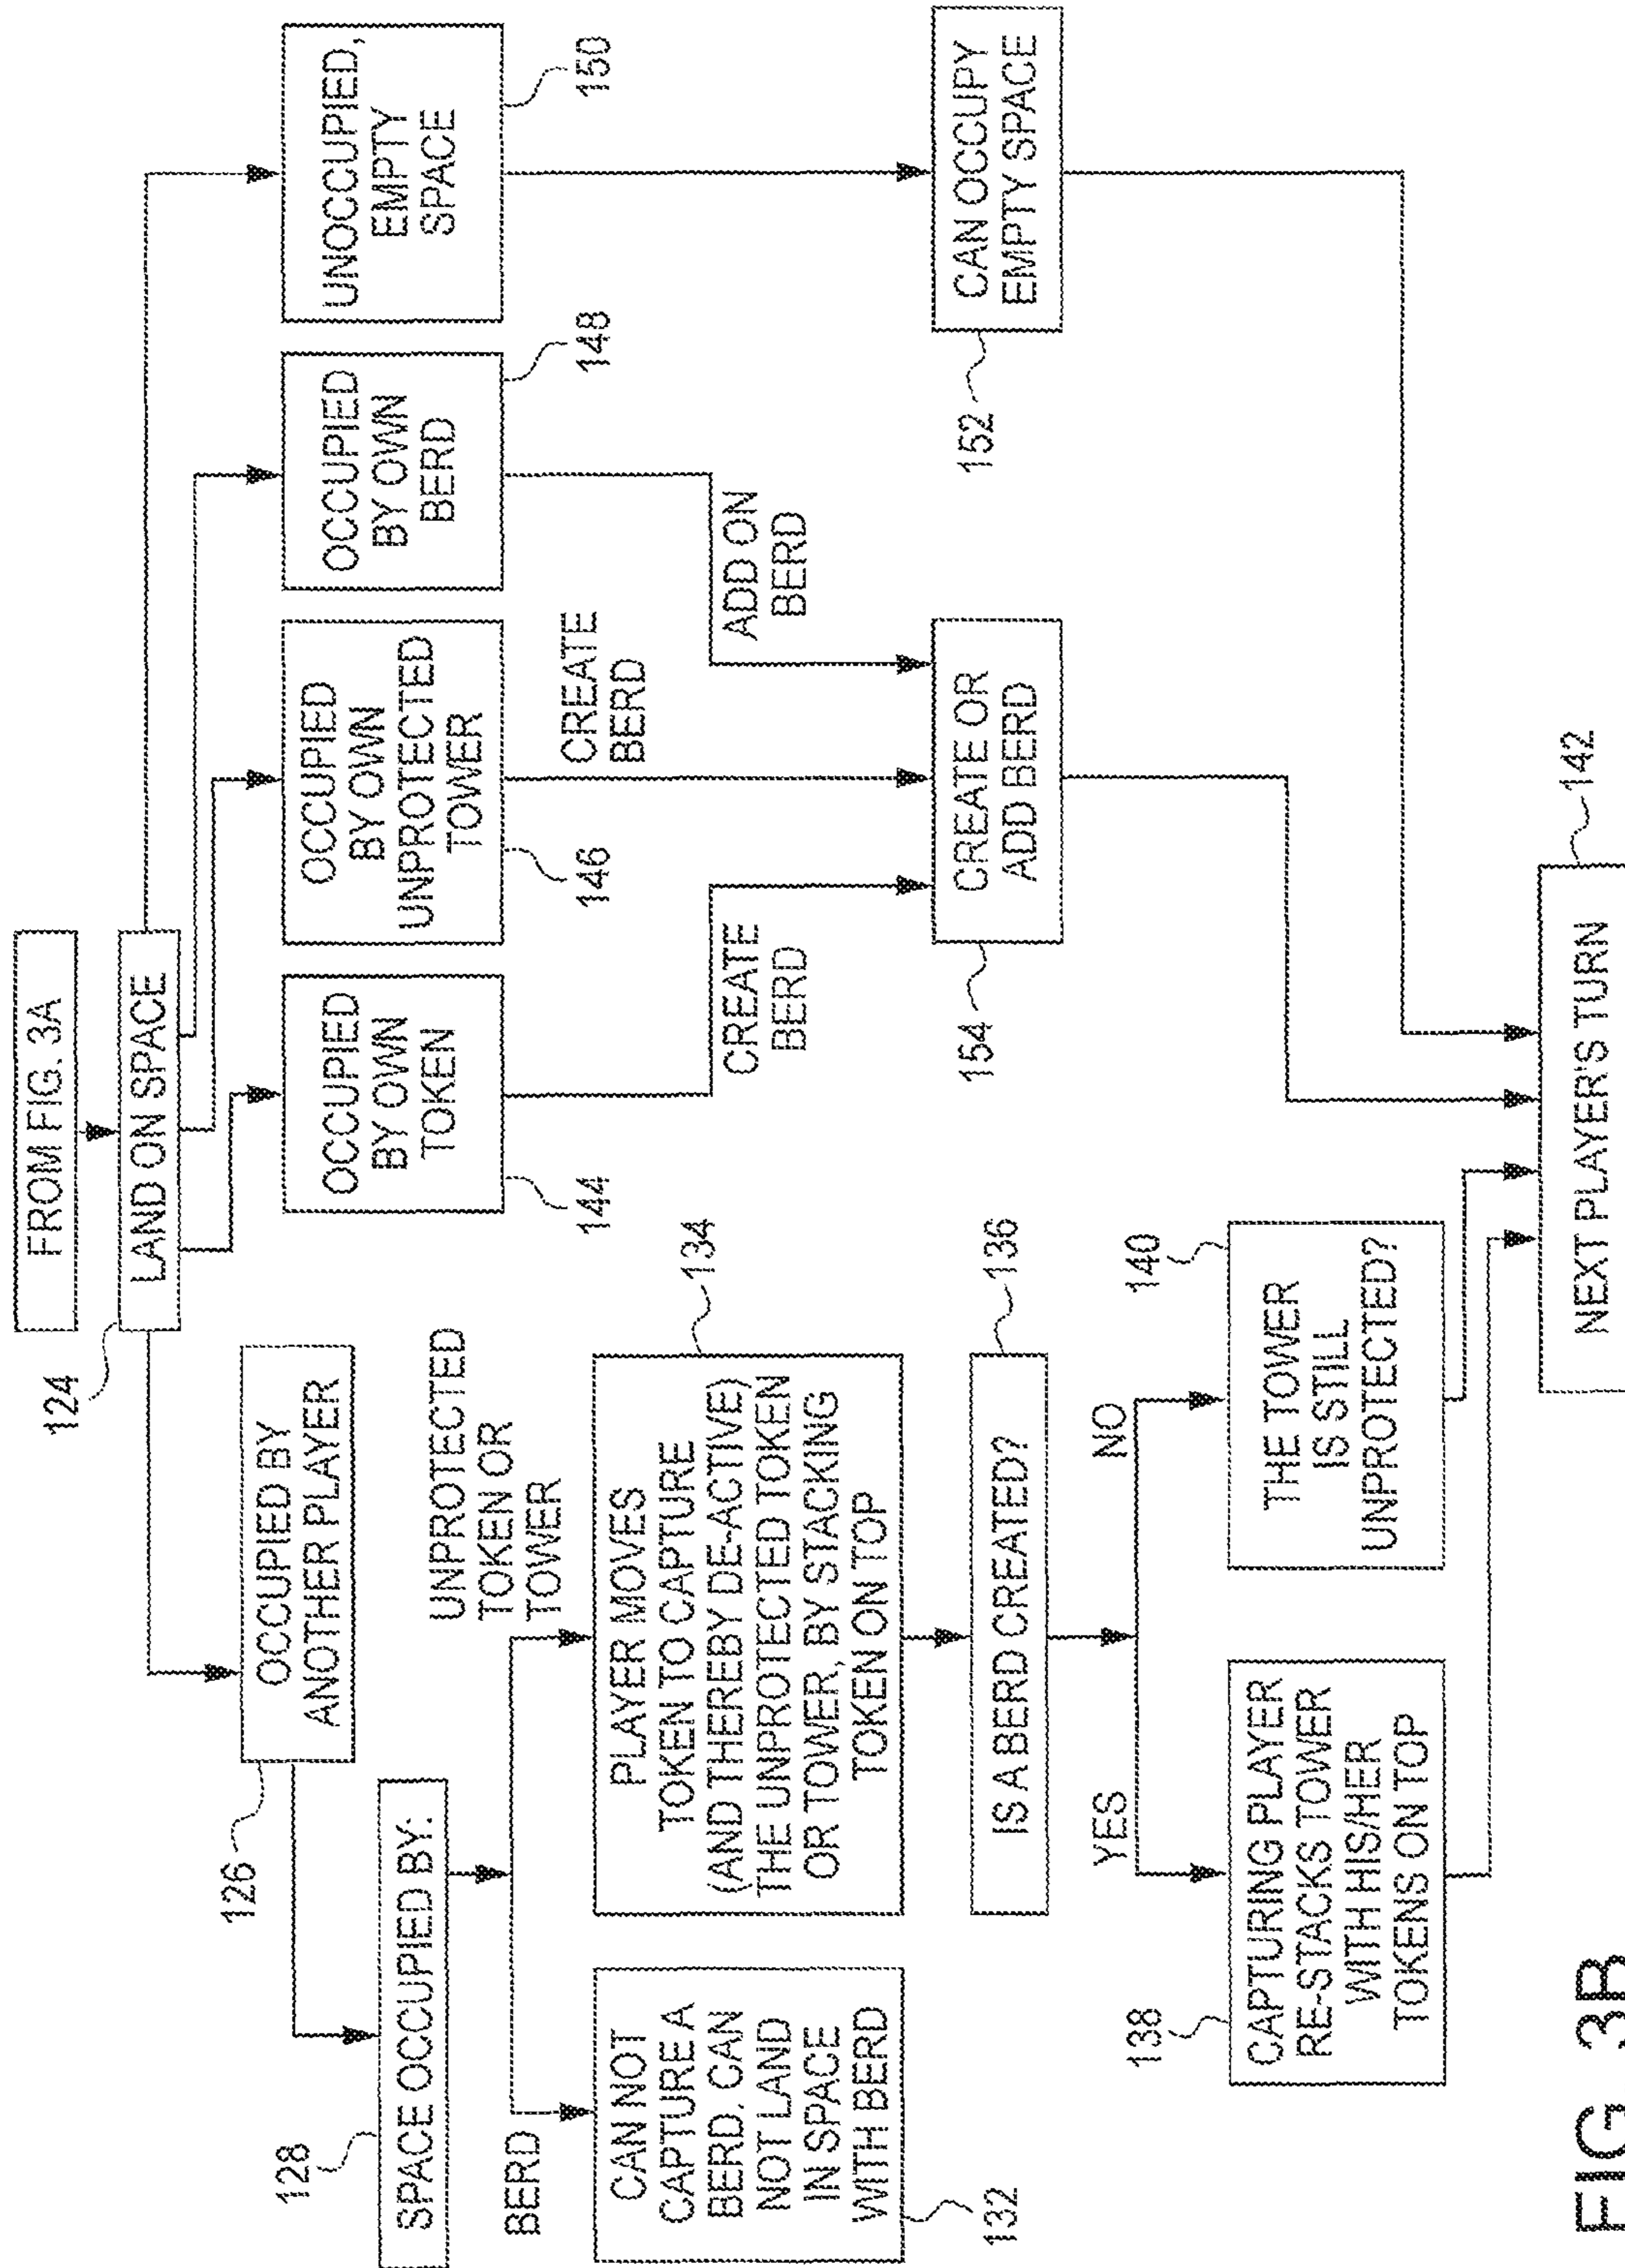 FROM FIG. 3A
124
LAND ON SPACE
126
OCCUPIED BY
ANOTHER PLAYER
144
OCCUPIED
BY OWN
TOKEN
146
OCCUPIED
BY OWN
UNPROTECTED
TOWER
148
OCCUPIED
BY OWN
BERD
150
UNOCCUPIED,
EMPTY
SPACE
128
SPACE OCCUPIED BY:
BERD
UNPROTECTED
TOKEN OR
TOWER
132
CAN NOT
CAPTURE A
BERD. CAN
NOT LAND
IN SPACE
WITH BERD
134
PLAYER MOVES
TOKEN TO CAPTURE
(AND THEREBY DE-ACTIVE)
THE UNPROTECTED TOKEN
OR TOWER, BY STACKING
TOKEN ON TOP
CREATE
BERD
CREATE
BERD
ADD ON
BERD
154
CREATE OR
ADD BERD
152
CAN OCCUPY
EMPTY SPACE
136
IS A BERD CREATED?
YES
NO
138
CAPTURING PLAYER
RE-STACKS TOWER
WITH HIS/HER
TOKENS ON TOP
140
THE TOWER
IS STILL
UNPROTECTED?
142
NEXT PLAYER'S TURN
FIG. 3B